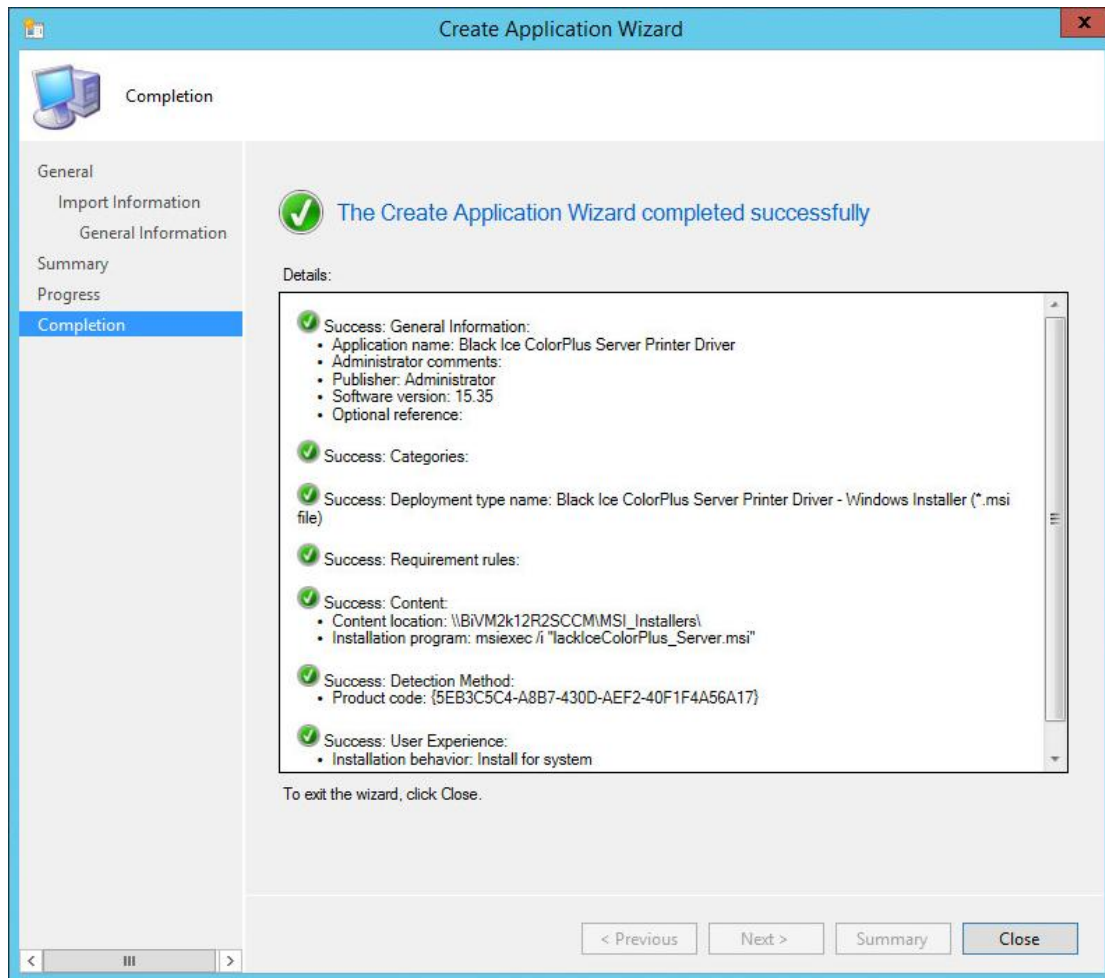 Create Application Wizard
x
Completion
General
Import Information
General Information
Summary
Progress
Completion
The Create Application Wizard completed successfully
Details:
Success: General Information:
• Application name: Black Ice ColorPlus Server Printer Driver
• Administrator comments:
• Publisher: Administrator
• Software version: 15.35
• Optional reference:
Success: Categories:
Success: Deployment type name: Black Ice ColorPlus Server Printer Driver - Windows Installer (*.msi
file)
Success: Requirement rules:
Success: Content:
• Content location: \\BiVM2k12R2SCCM\MSI_Installers\
• Installation program: msiexec /i "lackIceColorPlus_Server.msi"
Success: Detection Method:
• Product code: {5EB3C5C4-A8B7-430D-AEF2-40F1F4A56A17}
Success: User Experience:
• Installation behavior: Install for system
To exit the wizard, click Close.
< Previous
Next >
Summary
Close